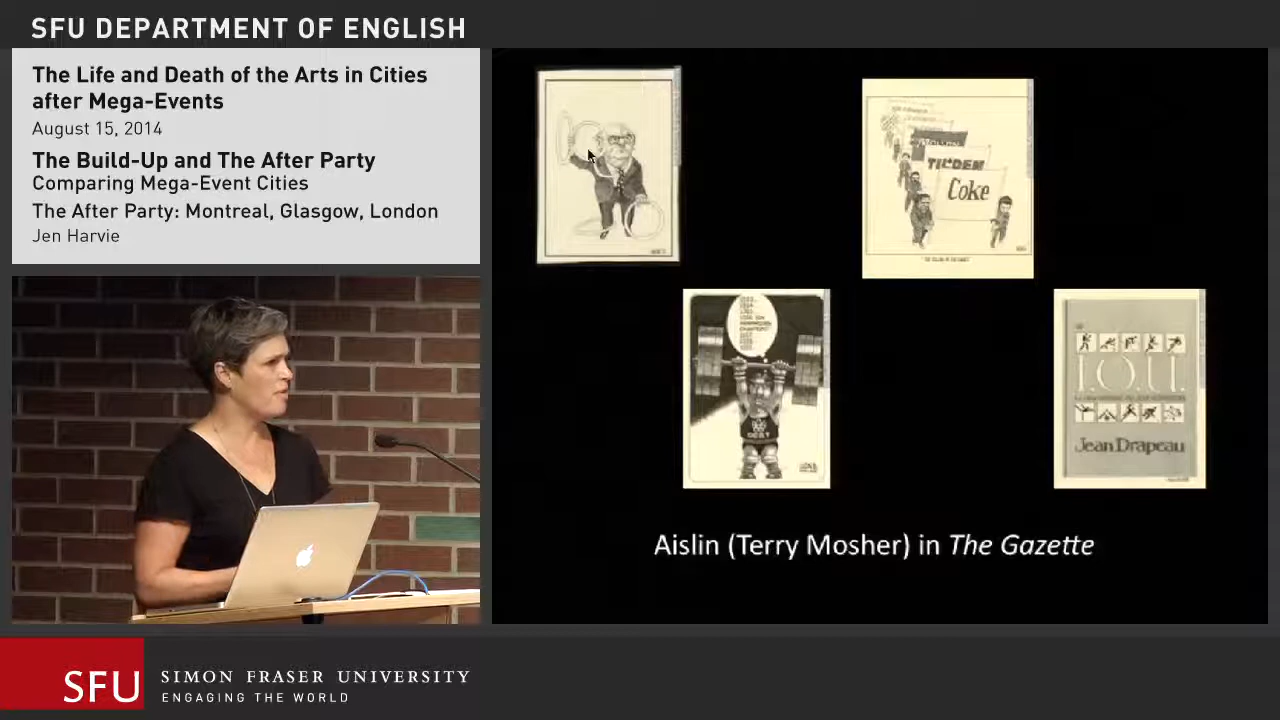 SFU DEPARTMENT OF ENGLISH
The Life and Death of the Arts in Cities
after Mega-Events
August 15, 2014
The Build-Up and The After Party
Comparing Mega-Event Cities
The After Party: Montreal, Glasgow, London
Jen Harvie
TILDEN
Coke
DEBT
I.O.U.
Jean Drapeau
Aislin (Terry Mosher) in The Gazette
SFU
SIMON FRASER UNIVERSITY
ENGAGING THE WORLD